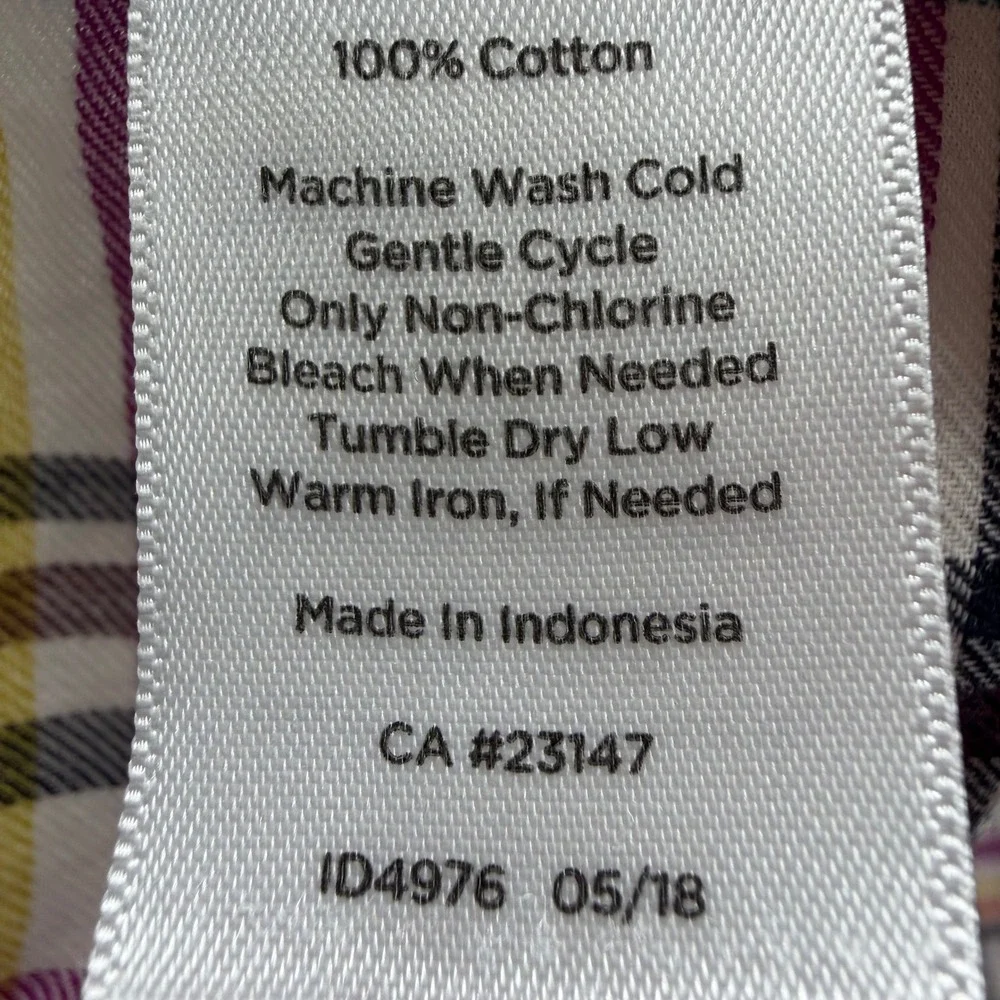 100% Cotton
Machine Wash Cold
Gentle Cycle
Only Non-Chlorine
Bleach When Needed
Tumble Dry Low
Warm Iron, If Needed
Made In Indonesia
CA #23147
ID4976 05/18